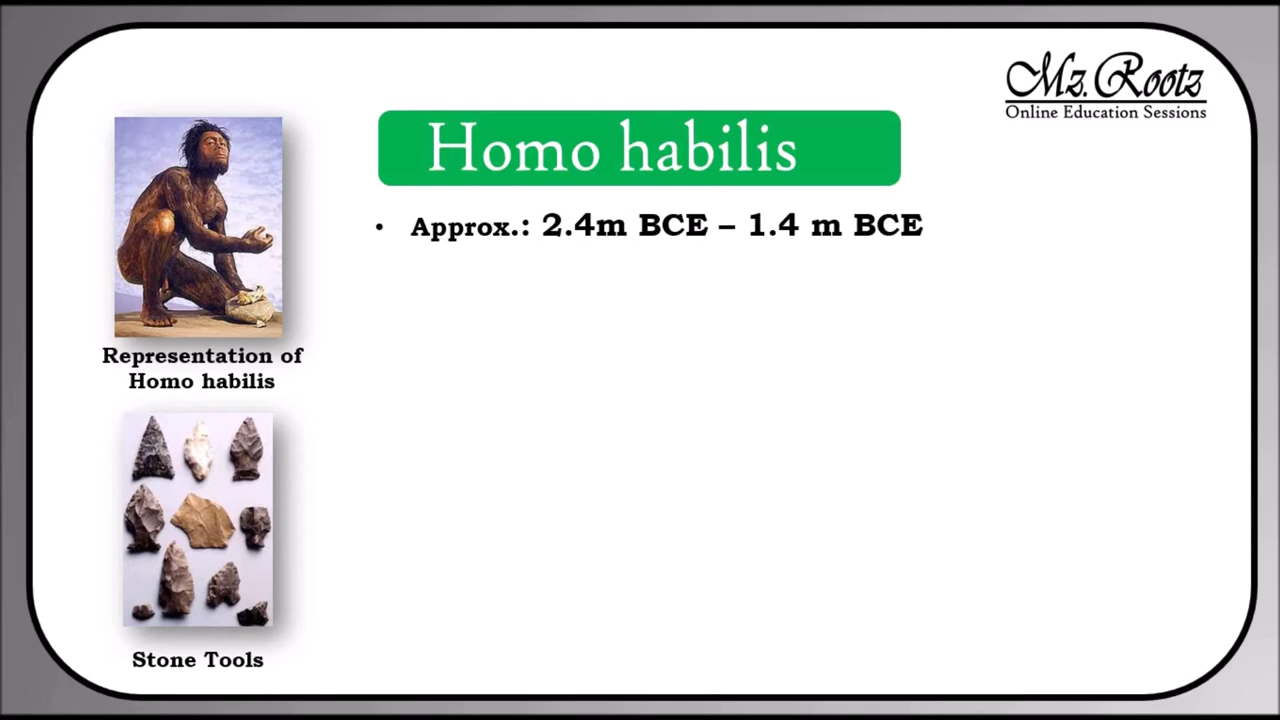 Mz. Rootz
Online Education Sessions
Homo habilis
• Approx.: 2.4m BCE – 1.4 m BCE
Representation of
Homo habilis
Stone Tools